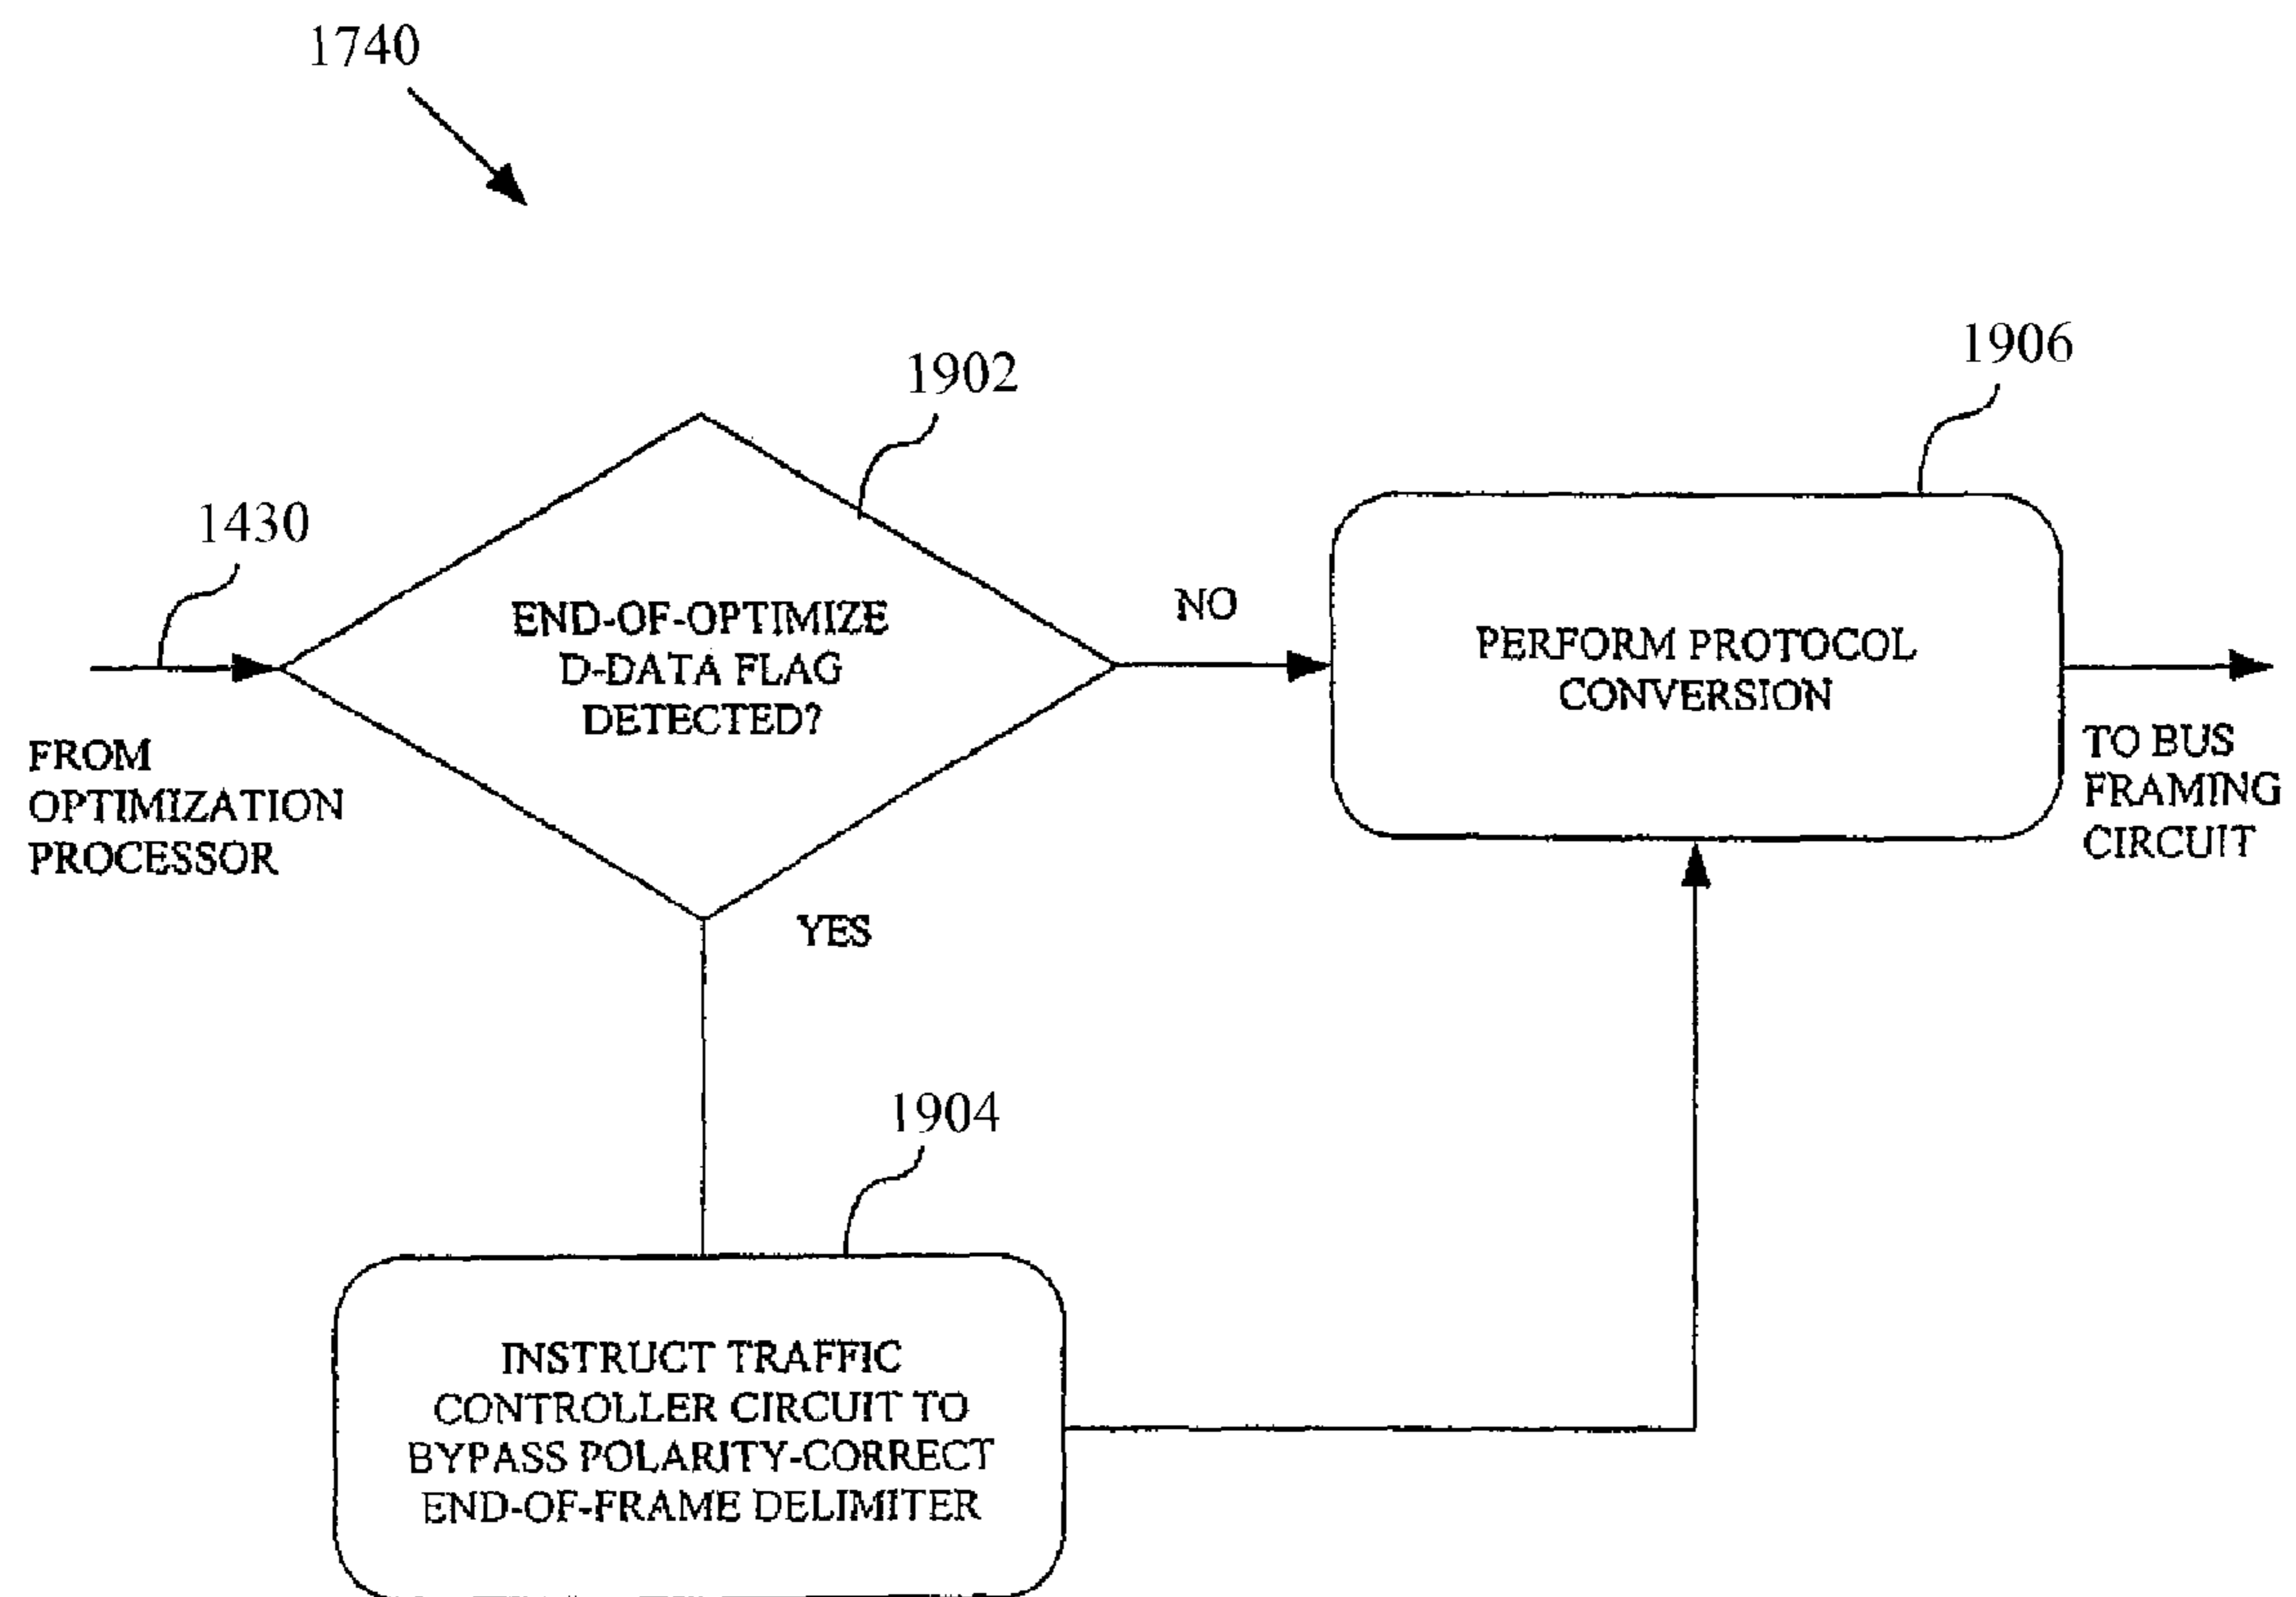 1740
1906
1902
1430
END-OF-OPTIMIZE
D-DATA FLAG
DETECTED?
NO
PERFORM PROTOCOL
CONVERSION
FROM
OPTIMIZATION
PROCESSOR
TO BUS
FRAMING
CIRCUIT
YES
1904
INSTRUCT TRAFFIC
CONTROLLER CIRCUIT TO
BYPASS POLARITY-CORRECT
END-OF-FRAME DELIMITER